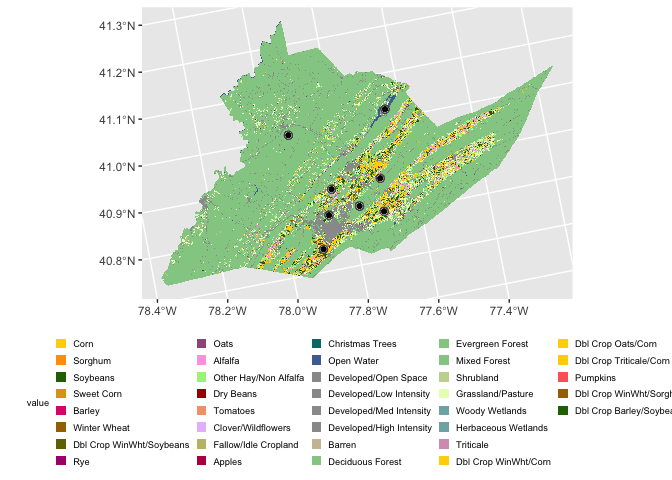 41.3°N
41.2°N
41.1°N
41.0°N
40.9°N
40.8°N
78.4°W 78.2°W 78.0°W 77.8°W 77.6°W 77.4°W
value
Corn
Sorghum
Soybeans
Sweet Corn
Barley
Winter Wheat
Dbl Crop WinWht/Soybeans
Rye
Oats
Alfalfa
Other Hay/Non Alfalfa
Dry Beans
Tomatoes
Clover/Wildflowers
Fallow/Idle Cropland
Apples
Christmas Trees
Open Water
Developed/Open Space
Developed/Low Intensity
Developed/Med Intensity
Developed/High Intensity
Barren
Deciduous Forest
Evergreen Forest
Mixed Forest
Shrubland
Grassland/Pasture
Woody Wetlands
Herbaceous Wetlands
Triticale
Dbl Crop WinWht/Corn
Dbl Crop Oats/Corn
Dbl Crop Triticale/Corn
Pumpkins
Dbl Crop WinWht/Sorgh
Dbl Crop Barley/Soybea